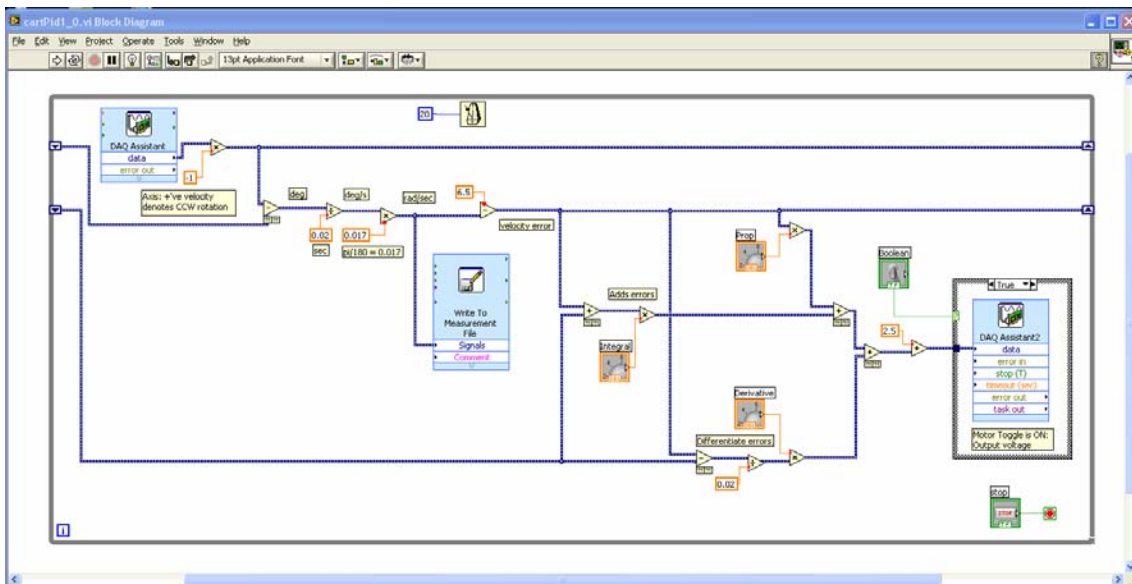 cartPid1_0.vi Block Diagram
File Edit View Project Operate Tools Window Help
13pt Application Font
20
DAQ Assistant
data
error out
-1
Axis: +'ve velocity
denotes CCW rotation
deg
deg/s
rad/sec
6.5
velocity error
0.02
0.017
sec
pi/180 = 0.017
Prop
Boolean
True
Write To
Measurement
File
Signals
Comment
Adds errors
Integral
2.5
DAQ Assistant2
data
error in
stop (T)
timeout (sec)
error out
task out
Motor Toggle is ON:
Output voltage
Derivative
Differentiate errors
0.02
stop
STOP
i